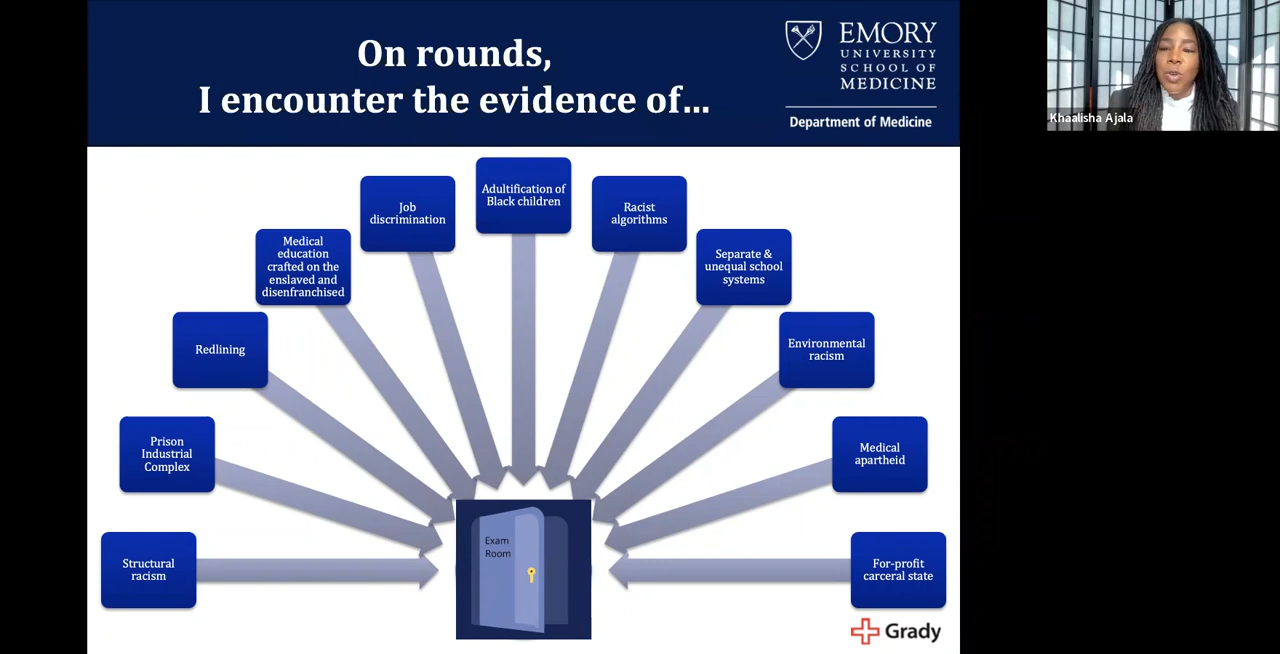 On rounds,
I encounter the evidence of...
EMORY
UNIVERSITY
SCHOOL OF
MEDICINE
Department of Medicine
Khaalisha Ajala
Adultification of
Black children
Job
discrimination
Racist
algorithms
Medical
education
crafted on the
enslaved and
disenfranchised
Separate &
unequal school
systems
Redlining
Environmental
racism
Prison
Industrial
Complex
Medical
apartheid
Structural
racism
Exam
Room
For-profit
carceral state
Grady